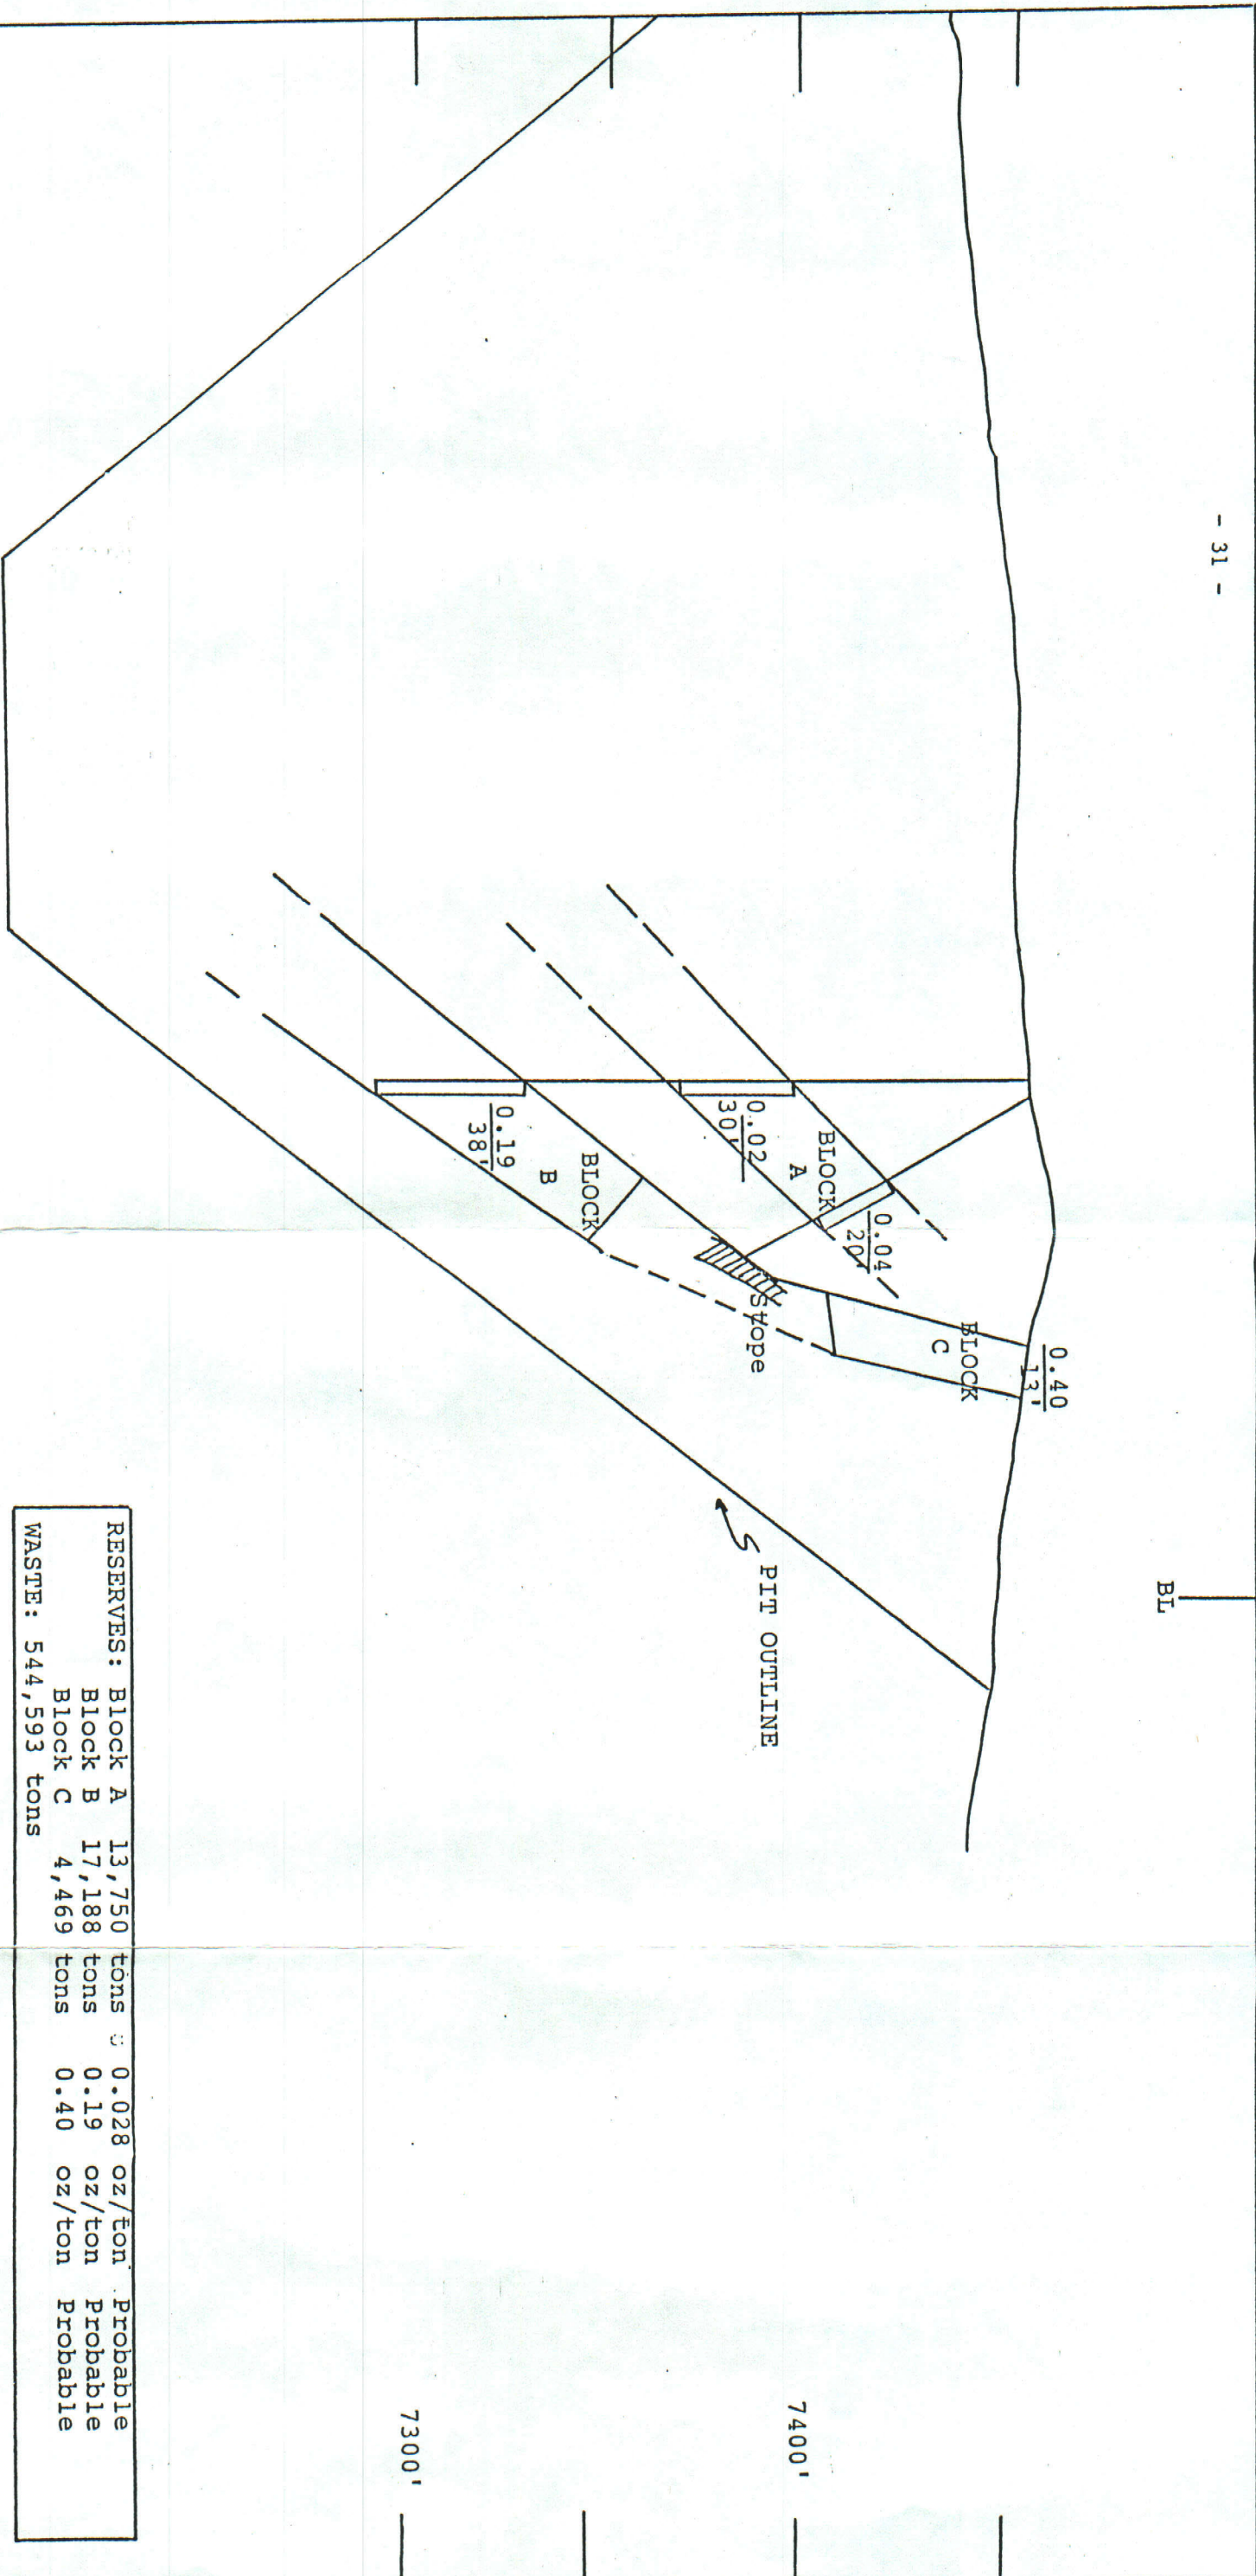 - 31 -
BL
0.40
13'
BLOCK
C
0.04
20'
BLOCK
A
0.02
30'
Stope
BLOCK
B
0.19
38'
PIT OUTLINE
7400'
7300'
RESERVES: Block A 13,750 tons 0.028 oz/ton Probable
Block B 17,188 tons 0.19 oz/ton Probable
Block C 4,469 tons 0.40 oz/ton Probable
WASTE: 544,593 tons